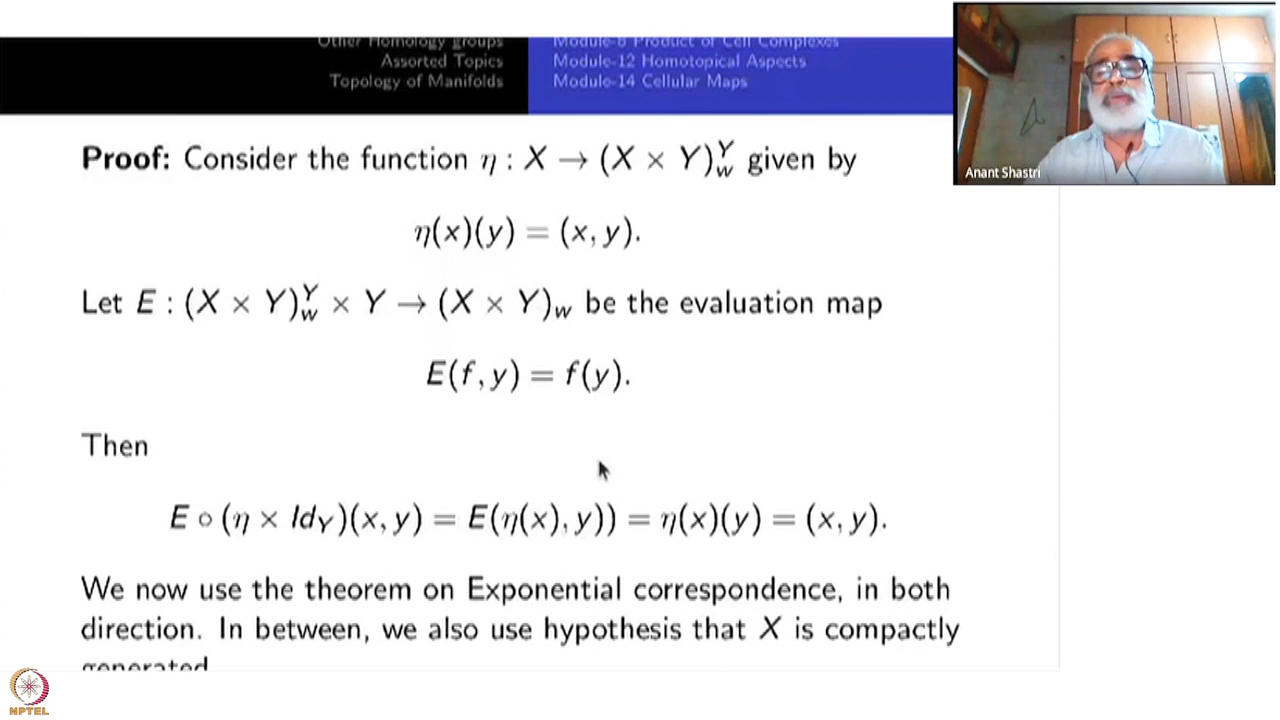 Other Homology groups
Assorted Topics
Topology of Manifolds
Module-8 Product of Cell Complexes
Module-12 Homotopical Aspects
Module-14 Cellular Maps
Anant Shastri
Proof: Consider the function η : X → (X × Y)_w^Y given by
η(x)(y) = (x, y).
Let E : (X × Y)_w^Y × Y → (X × Y)_w be the evaluation map
E(f, y) = f(y).
Then
E ∘ (η × Id_Y)(x, y) = E(η(x), y)) = η(x)(y) = (x, y).
We now use the theorem on Exponential correspondence, in both
direction. In between, we also use hypothesis that X is compactly
generated
NPTEL